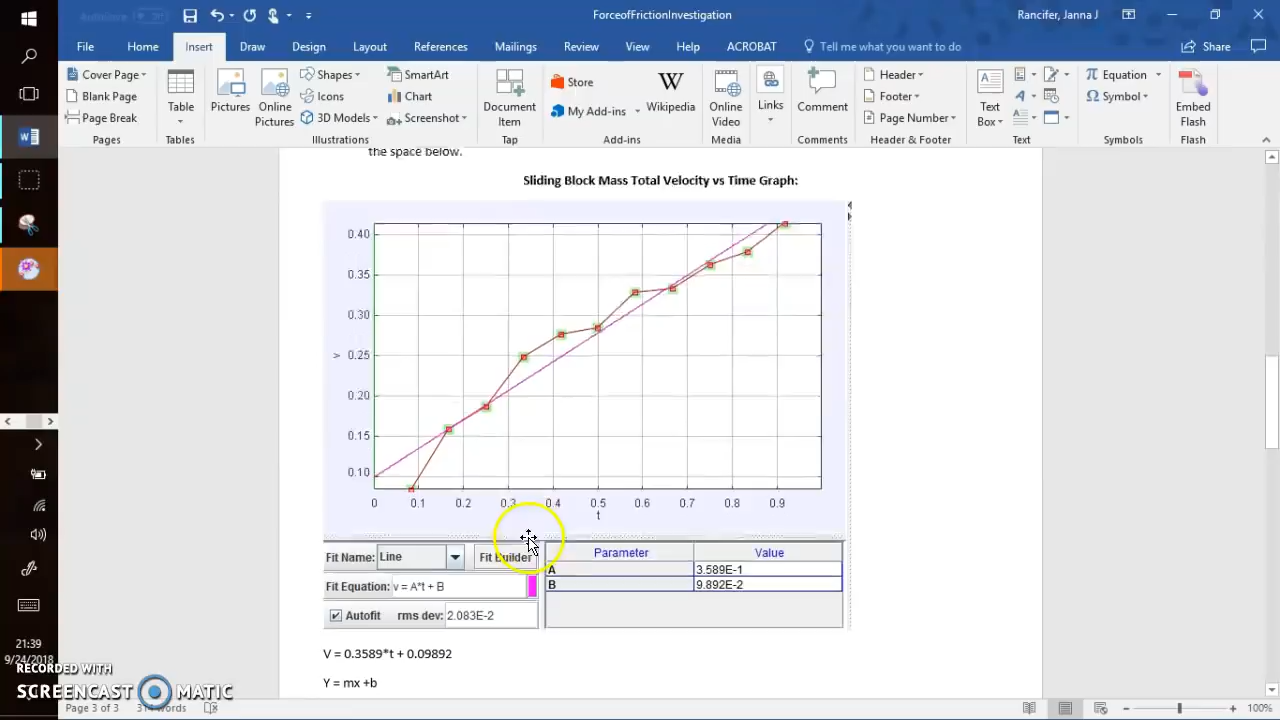 ForceofFrictionInvestigation
Rancifer, Janna J
File Home Insert Draw Design Layout References Mailings Review View Help ACROBAT Tell me what you want to do Share
Cover Page
Blank Page
Page Break
Pages
Table
Tables
Pictures
Online Pictures
Shapes
Icons
3D Models
SmartArt
Chart
Screenshot
Illustrations
Document Item
Tap
Store
My Add-ins
Wikipedia
Add-ins
Online Video
Media
Links
Comment
Comments
Header
Footer
Page Number
Header & Footer
Text Box
Text
Equation
Symbol
Symbols
Embed Flash
Flash
the space below.
Sliding Block Mass Total Velocity vs Time Graph:
0.40
0.35
0.30
v 0.25
0.20
0.15
0.10
0 0.1 0.2 0.3 0.4 0.5 0.6 0.7 0.8 0.9
t
Fit Name: Line Fit Builder
Fit Equation: v = A*t + B
Autofit rms dev: 2.083E-2
Parameter Value
A 3.589E-1
B 9.892E-2
V = 0.3589*t + 0.09892
Y = mx +b
21:39
9/24/2018
RECORDED WITH
SCREENCAST MATIC
Page 3 of 3 words
100%